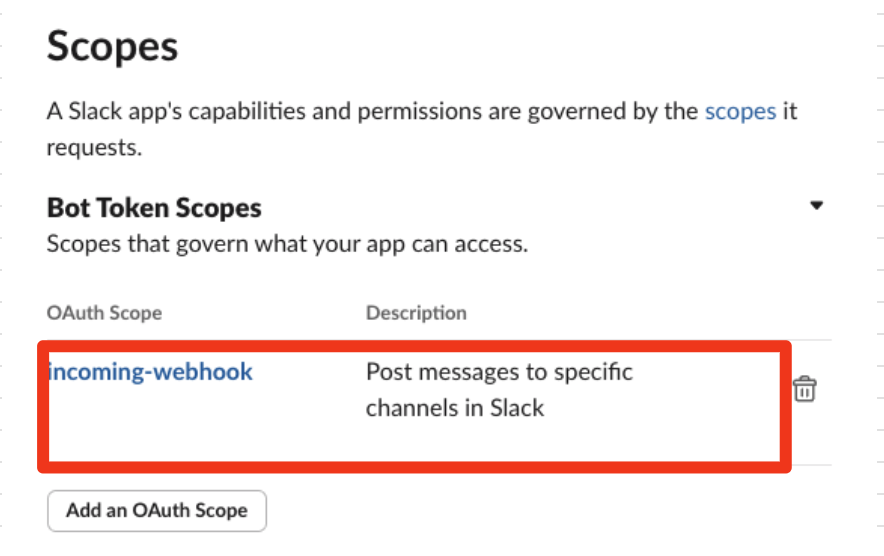 Scopes
A Slack app's capabilities and permissions are governed by the scopes it
requests.
Bot Token Scopes
Scopes that govern what your app can access.
OAuth Scope Description
incoming-webhook Post messages to specific
channels in Slack
Add an OAuth Scope